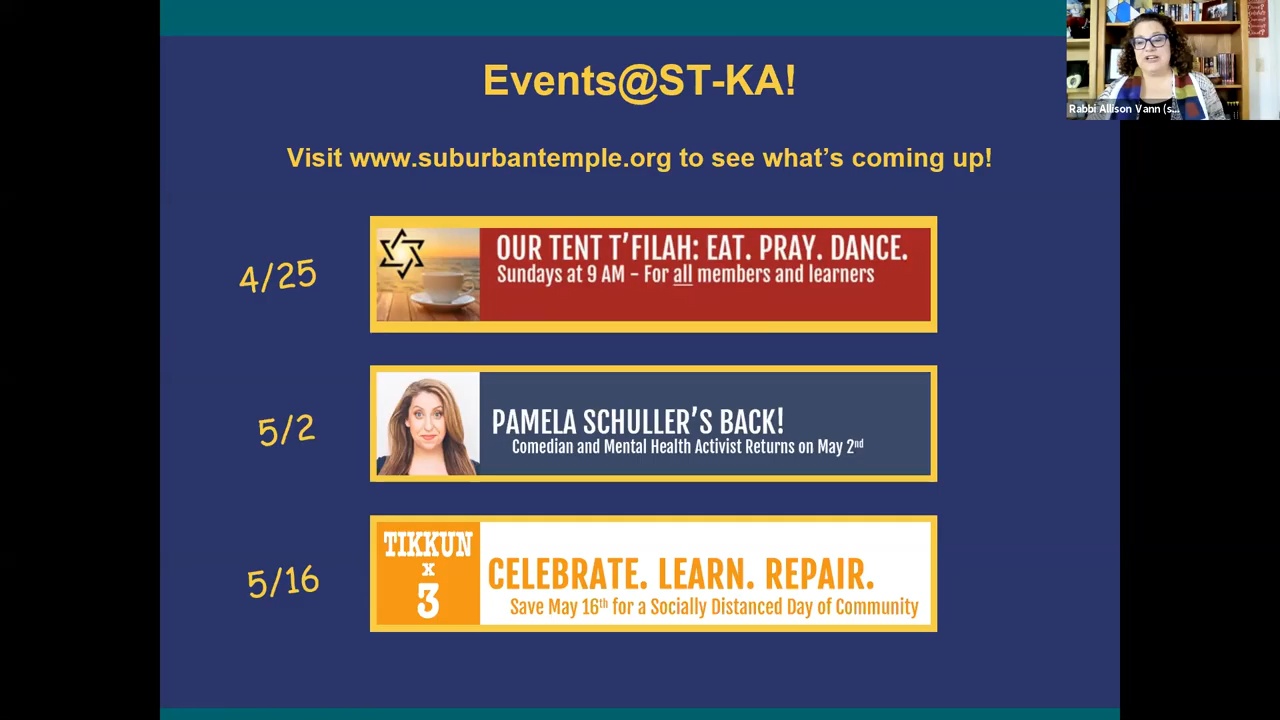 Events@ST-KA!
Rabbi Allison Vann (s...
Visit www.suburbantemple.org to see what's coming up!
4/25
OUR TENT T'FILAH: EAT. PRAY. DANCE.
Sundays at 9 AM – For all members and learners
5/2
PAMELA SCHULLER'S BACK!
Comedian and Mental Health Activist Returns on May 2nd
5/16
TIKKUN
x
3
CELEBRATE. LEARN. REPAIR.
Save May 16th for a Socially Distanced Day of Community